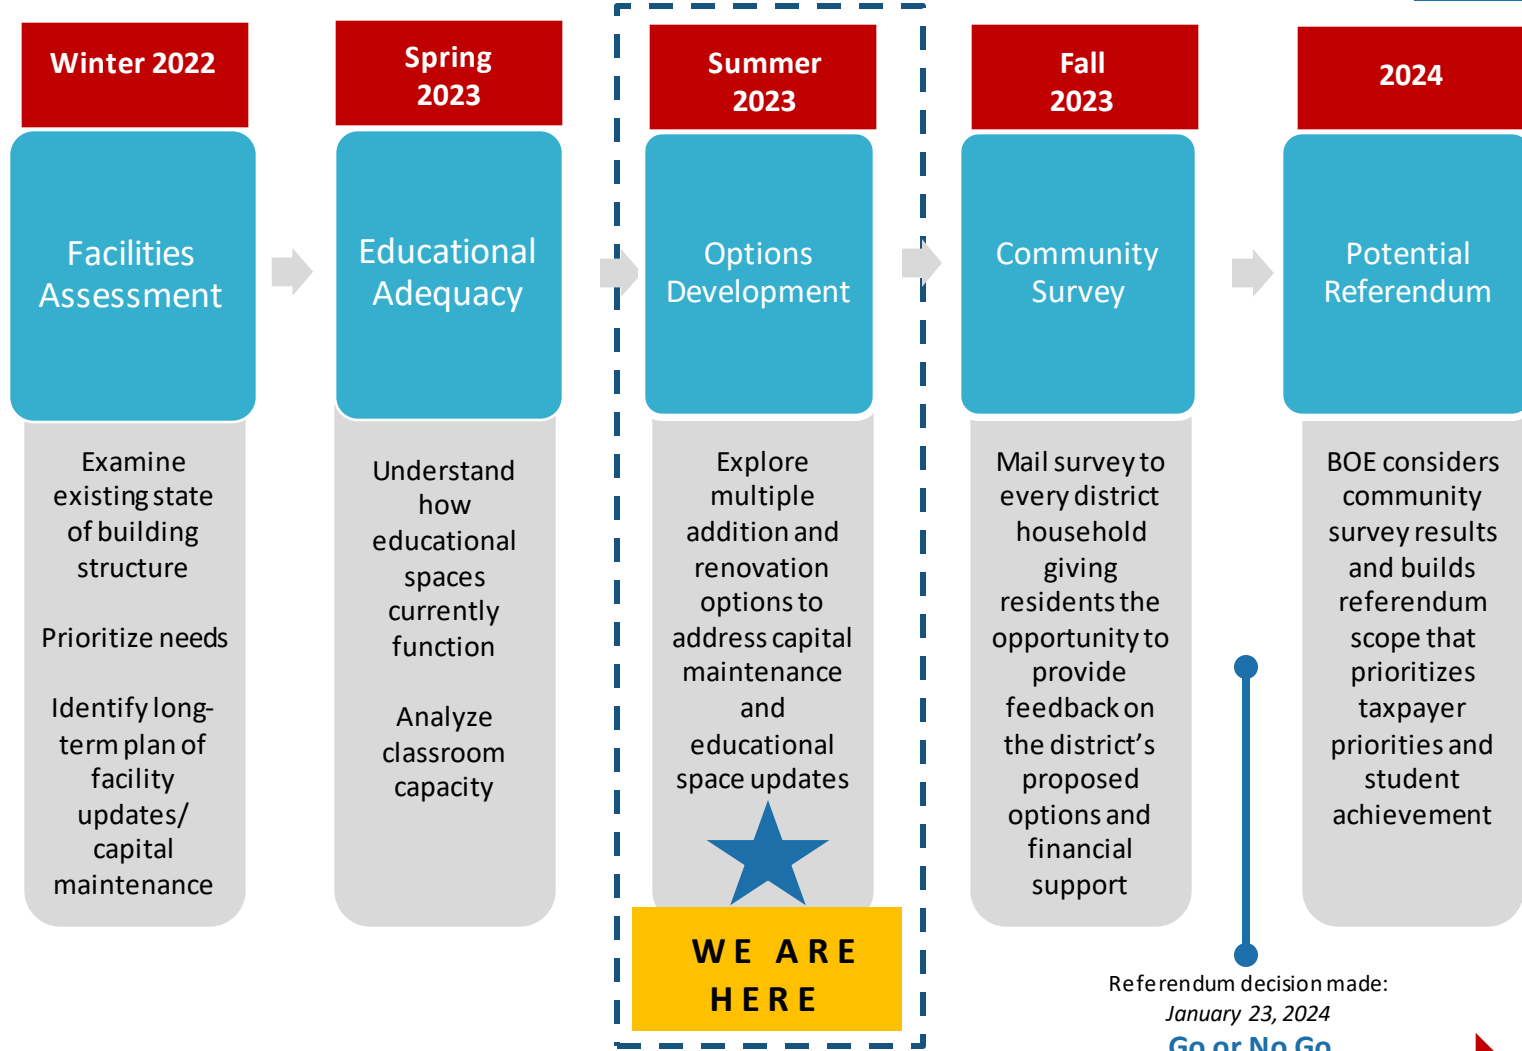 Winter 2022
Facilities
Assessment
Examine
existing state
of building
structure
Prioritize needs
Identify long-
term plan of
facility
updates/
capital
maintenance
Spring
2023
Educational
Adequacy
Understand
how
educational
spaces
currently
function
Analyze
classroom
capacity
Summer
2023
Options
Development
Explore
multiple
addition and
renovation
options to
address capital
maintenance
and
educational
space updates
WE ARE
HERE
Fall
2023
Community
Survey
Mail survey to
every district
household
giving
residents the
opportunity to
provide
feedback on
the district's
proposed
options and
financial
support
2024
Potential
Referendum
BOE considers
community
survey results
and builds
referendum
scope that
prioritizes
taxpayer
priorities and
student
achievement
Referendum decision made:
January 23, 2024
Go or No Go